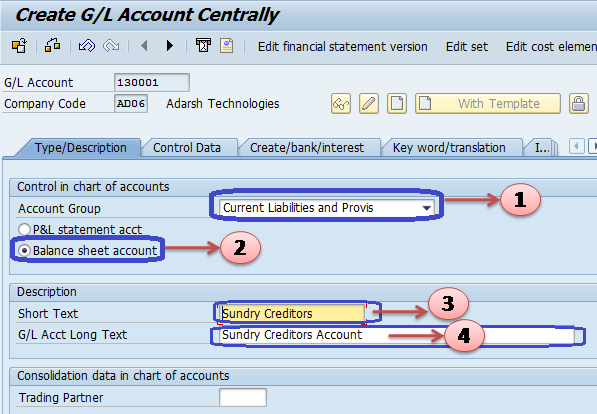 Create G/L Account Centrally
Edit financial statement version Edit set Edit cost elemen
G/L Account 130001
Company Code AD06 Adarsh Technologies With Template
Type/Description Control Data Create/bank/interest Key word/translation I...
Control in chart of accounts
Account Group Current Liabilities and Provis 1
P&L statement acct
Balance sheet account 2
Description
Short Text Sundry Creditors 3
G/L Acct Long Text Sundry Creditors Account 4
Consolidation data in chart of accounts
Trading Partner